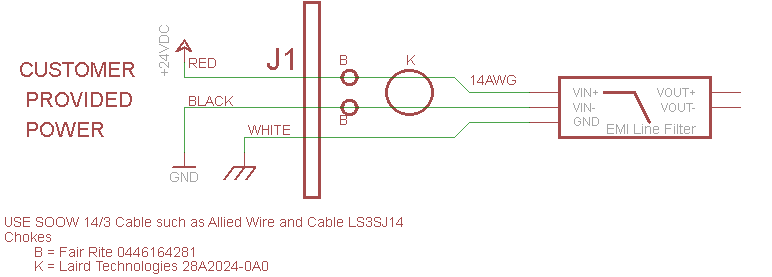 +24VDC
RED
J1
B
K
14AWG
CUSTOMER
PROVIDED
POWER
BLACK
B
WHITE
GND
VIN+
VIN-
GND
VOUT+
VOUT-
EMI Line Filter
USE SOOW 14/3 Cable such as Allied Wire and Cable LS3SJ14
Chokes
B = Fair Rite 0446164281
K = Laird Technologies 28A2024-0A0